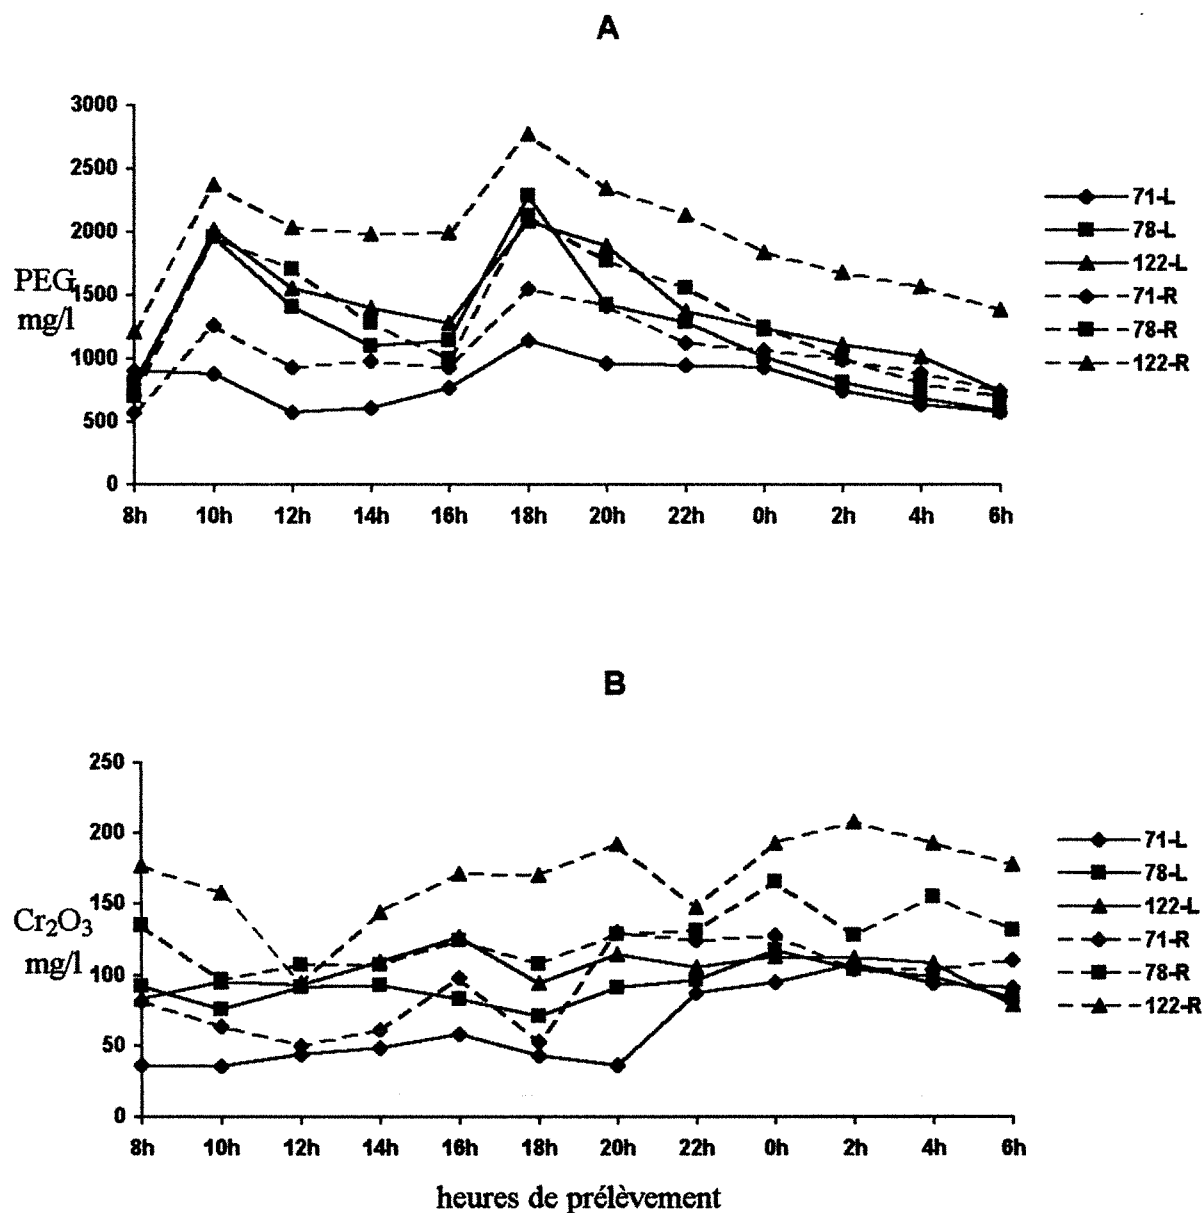 A
3000
2500
2000
1500
1000
500
0
PEG
mg/l
8h 10h 12h 14h 16h 18h 20h 22h 0h 2h 4h 6h
71-L
78-L
122-L
71-R
78-R
122-R
B
250
200
150
100
50
0
Cr₂O₃
mg/l
8h 10h 12h 14h 16h 18h 20h 22h 0h 2h 4h 6h
71-L
78-L
122-L
71-R
78-R
122-R
heures de prélèvement